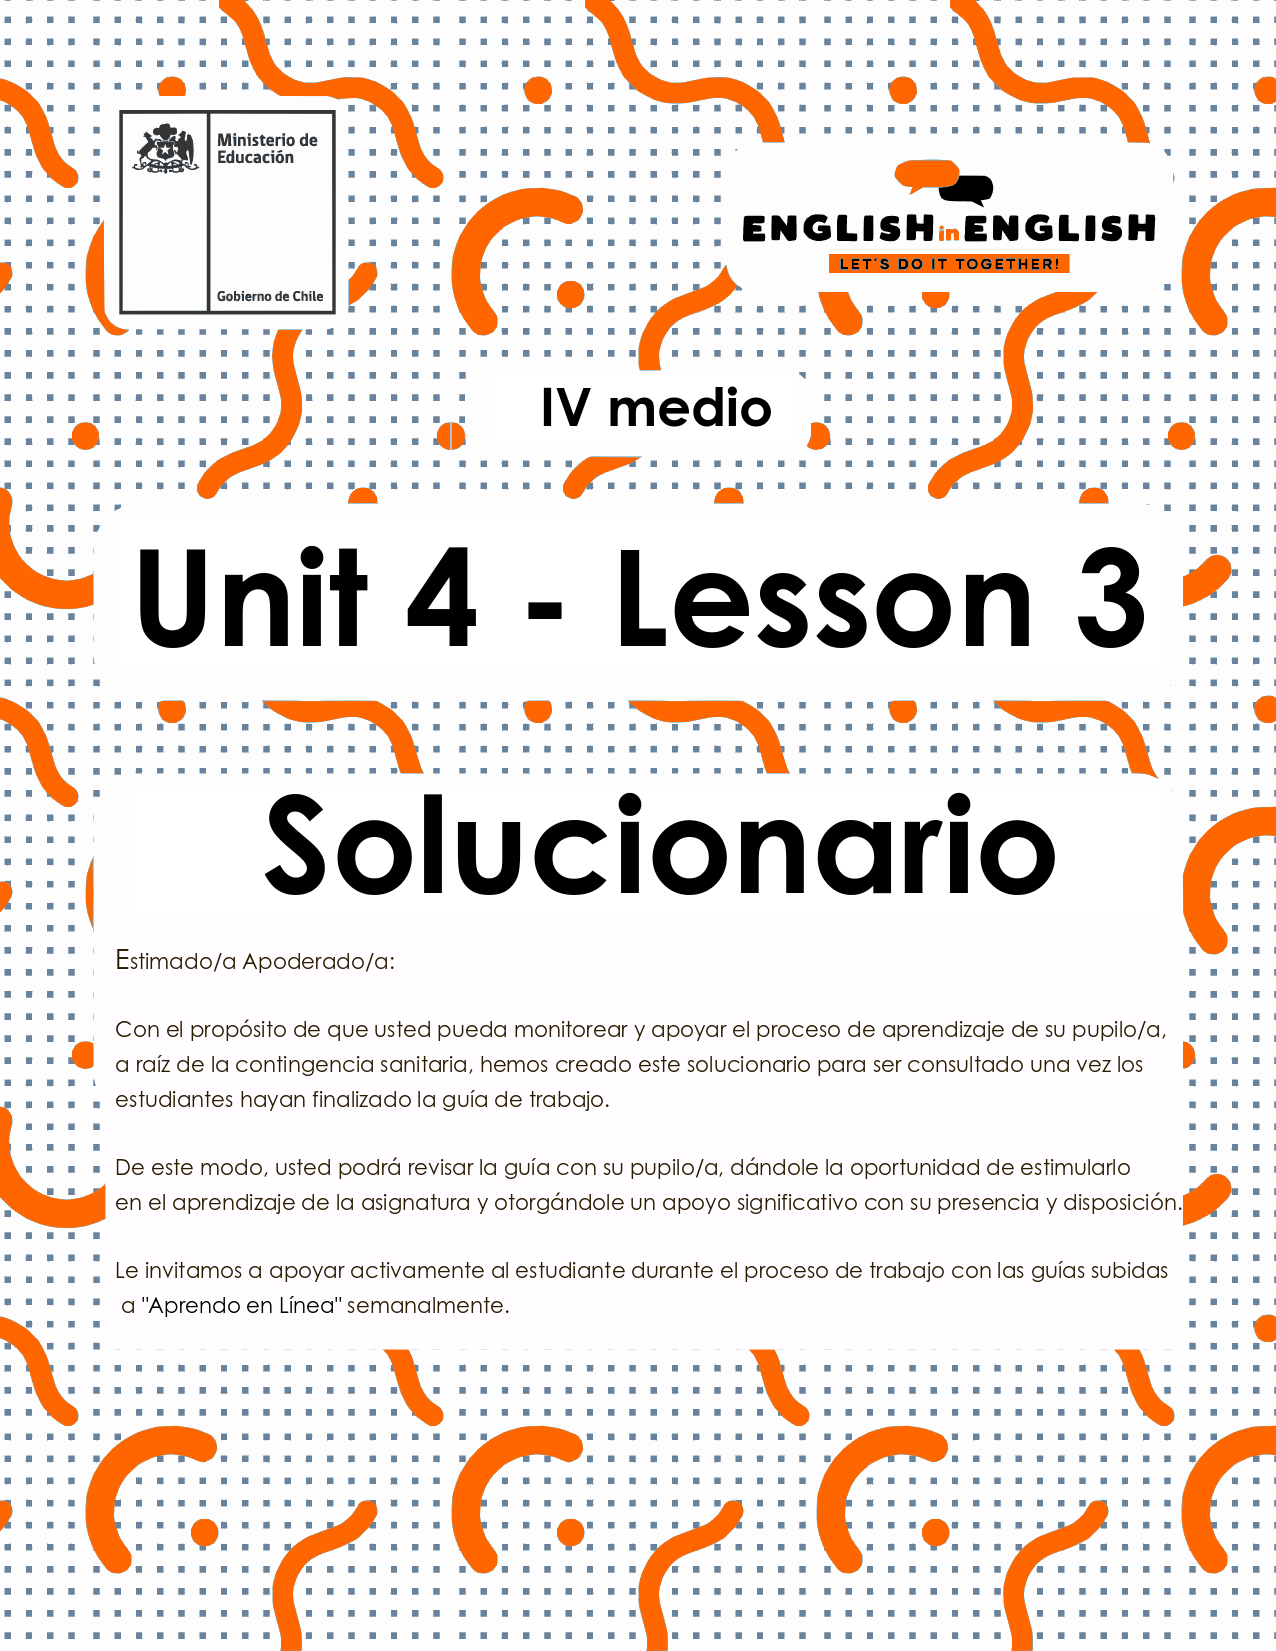 Ministerio de
Educación
Gobierno de Chile
ENGLISH in ENGLISH
LET'S DO IT TOGETHER!
IV medio
Unit 4 - Lesson 3
Solucionario
Estimado/a Apoderado/a:
Con el propósito de que usted pueda monitorear y apoyar el proceso de aprendizaje de su pupilo/a,
a raíz de la contingencia sanitaria, hemos creado este solucionario para ser consultado una vez los
estudiantes hayan finalizado la guía de trabajo.
De este modo, usted podrá revisar la guía con su pupilo/a, dándole la oportunidad de estimularlo
en el aprendizaje de la asignatura y otorgándole un apoyo significativo con su presencia y disposición.
Le invitamos a apoyar activamente al estudiante durante el proceso de trabajo con las guías subidas
a "Aprendo en Línea" semanalmente.